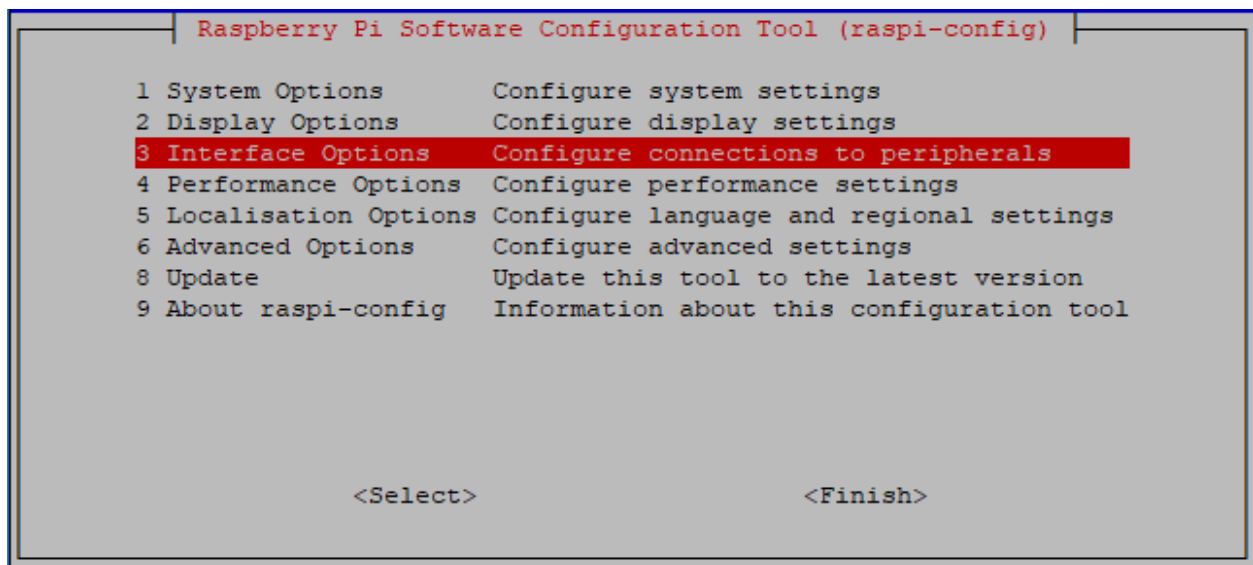 Raspberry Pi Software Configuration Tool (raspi-config)
1 System Options Configure system settings
2 Display Options Configure display settings
3 Interface Options Configure connections to peripherals
4 Performance Options Configure performance settings
5 Localisation Options Configure language and regional settings
6 Advanced Options Configure advanced settings
8 Update Update this tool to the latest version
9 About raspi-config Information about this configuration tool
<Select> <Finish>